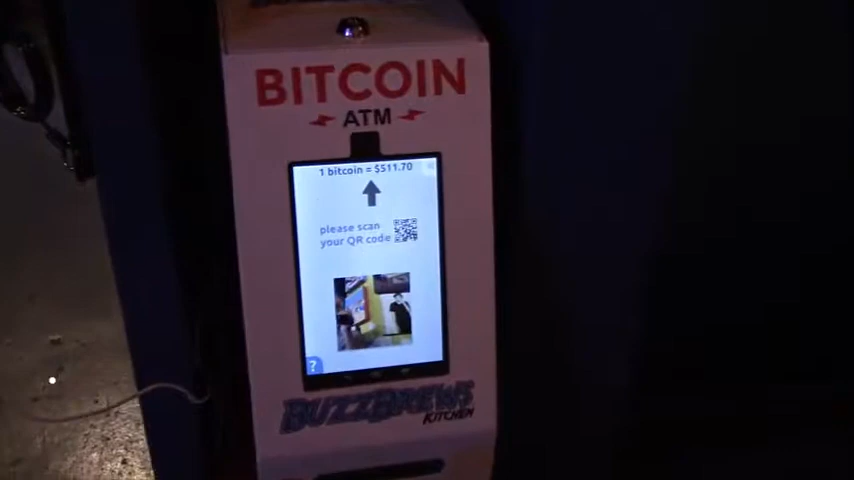 BITCOIN
ATM
1 bitcoin = $511.70
please scan
your QR code
?
BUZZBREWS
KITCHEN